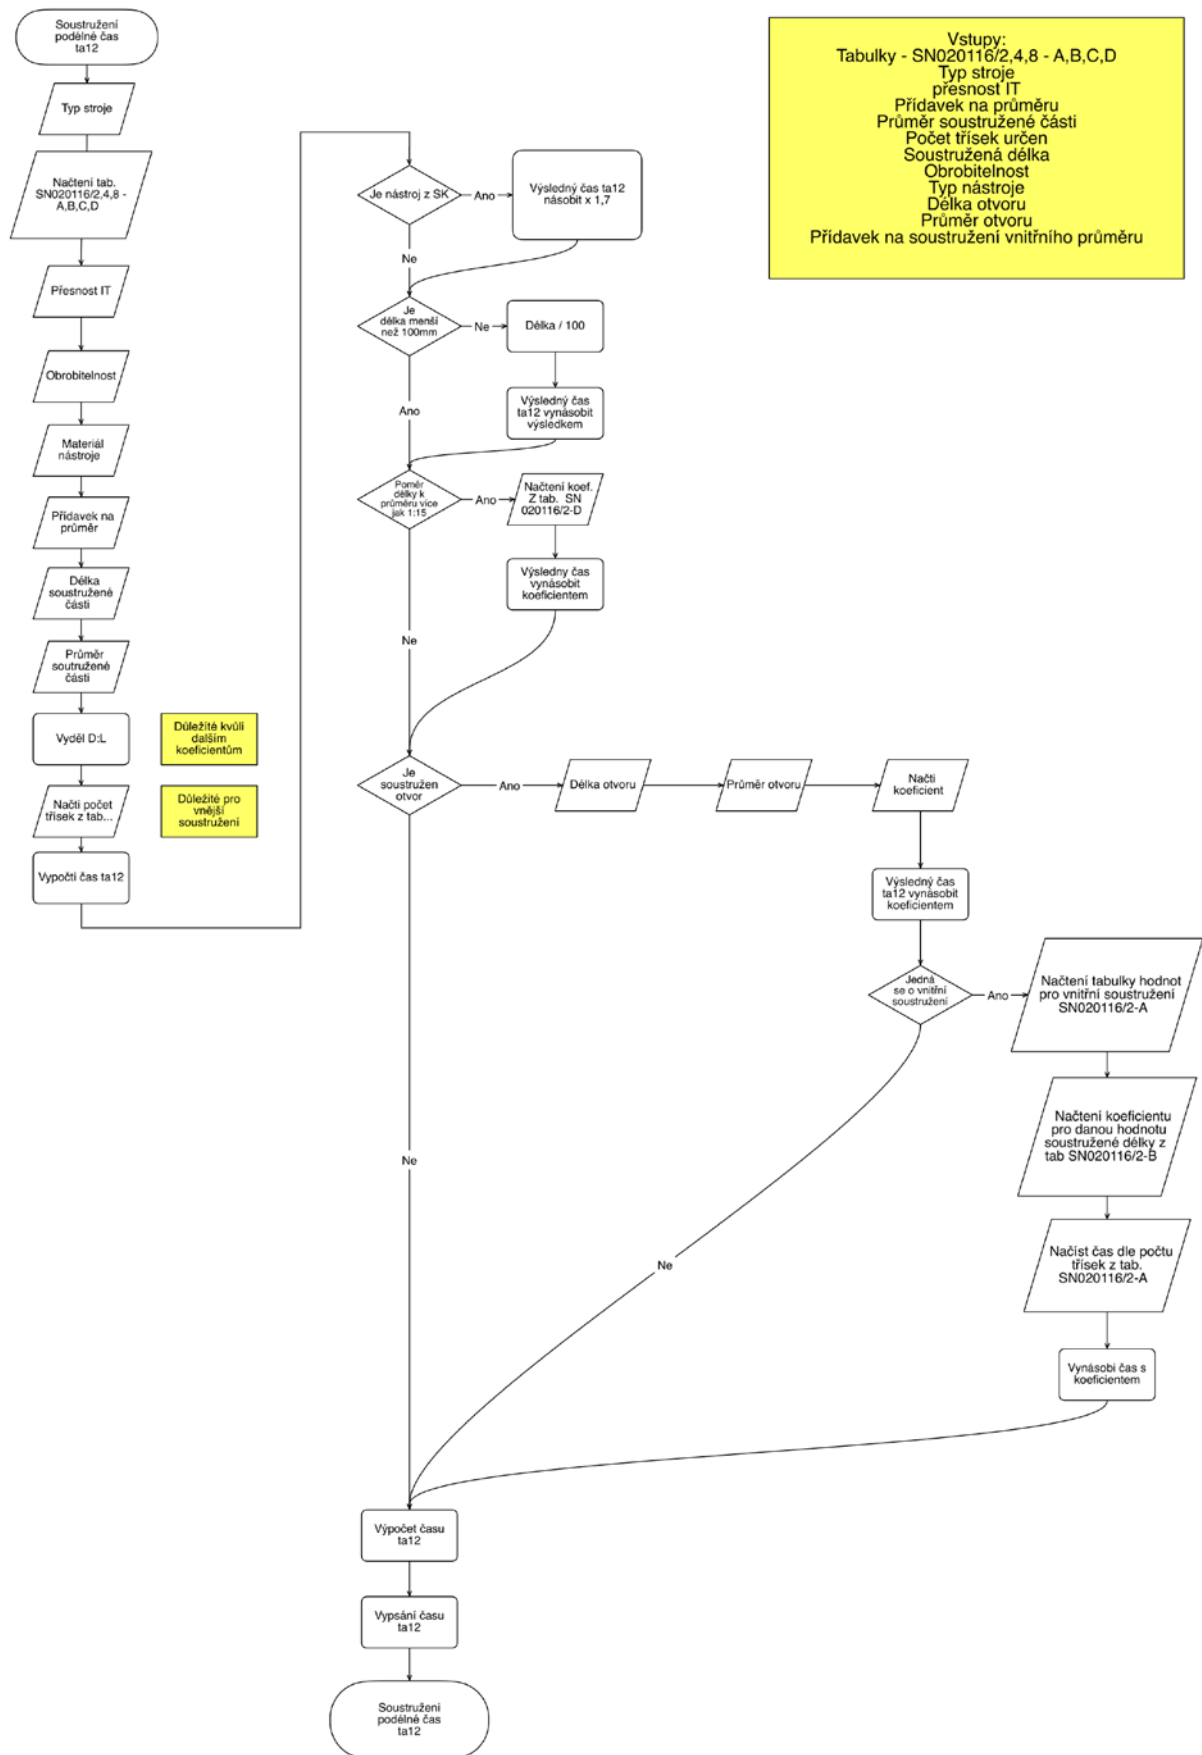 Soustružení
podélné čas
ta12
Typ stroje
Načtení tab.
SN020116/2,4,8 -
A,B,C,D
Přesnost IT
Obrobitelnost
Materiál
nástroje
Přídavek na
průměr
Délka
soustružené
části
Průměr
soutružené
části
Vyděl D:L
Důležité kvůli
dalším
koeficientům
Načti počet
třísek z tab...
Důležité pro
vnější
soustružení
Vypočti čas ta12
Vstupy:
Tabulky - SN020116/2,4,8 - A,B,C,D
Typ stroje
přesnost IT
Přídavek na průměru
Průměr soustružené části
Počet třísek určen
Soustružená délka
Obrobitelnost
Typ nástroje
Délka otvoru
Průměr otvoru
Přídavek na soustružení vnitřního průměru
Je nástroj z SK
Ano
Výsledný čas ta12
násobit x 1,7
Ne
Je
délka menší
než 100mm
Ne
Délka / 100
Ano
Výsledný čas
ta12 vynásobit
výsledkem
Poměr
délky k
průměru více
jak 1:15
Ano
Načtení koef.
Z tab. SN
020116/2-D
Výsledny čas
vynásobit
koeficientem
Ne
Je
soustružen
otvor
Ano
Délka otvoru
Průměr otvoru
Načti
koeficient
Výsledný čas
ta12 vynásobit
koeficientem
Jedná
se o vnitřní
soustružení
Ano
Načtení tabulky hodnot
pro vnitřní soustružení
SN020116/2-A
Načtení koeficientu
pro danou hodnotu
soustružené délky z
tab SN020116/2-B
Ne
Načíst čas dle počtu
třísek z tab.
SN020116/2-A
Ne
Vynásobi čas s
koeficientem
Výpočet času
ta12
Vypsání času
ta12
Soustružení
podélné čas
ta12